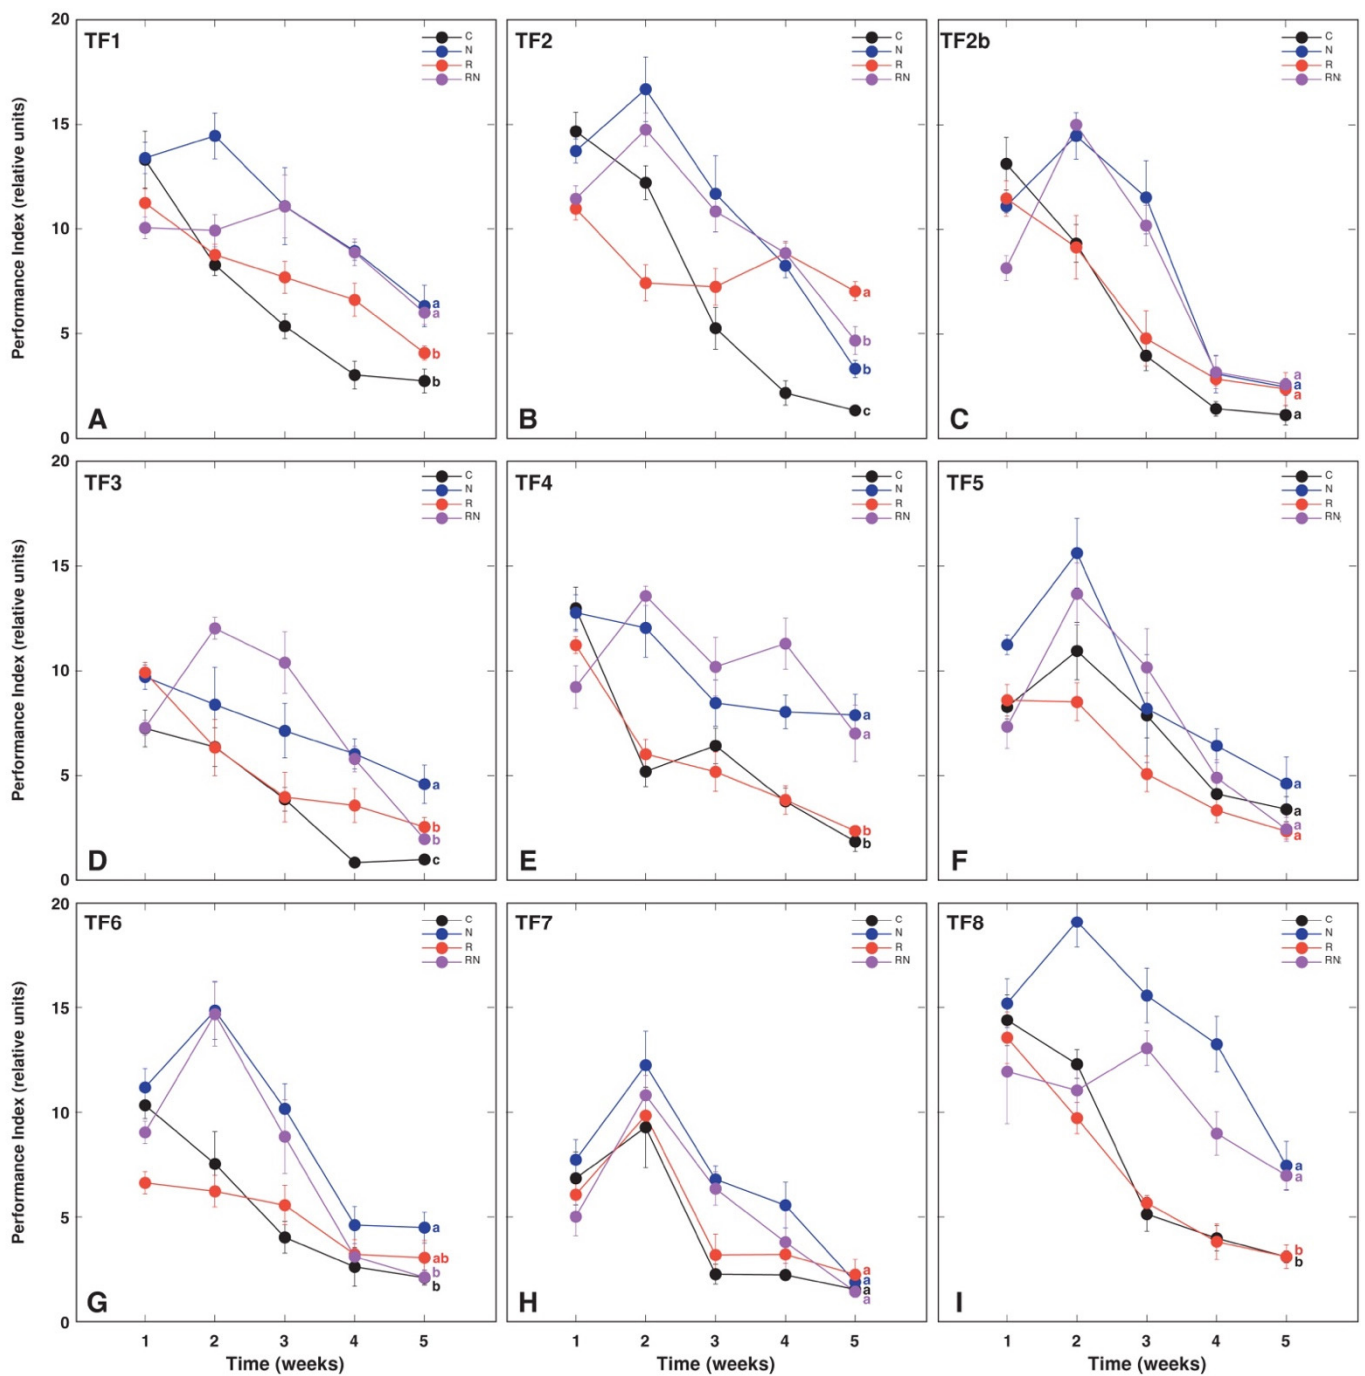 20
15
10
5
0
Performance Index (relative units)
TF1
C
N
R
RN
a
a
b
b
A
TF2
C
N
R
RN
a
b
b
c
B
TF2b
C
N
R
RN
a
a
a
a
C
20
15
10
5
0
Performance Index (relative units)
TF3
C
N
R
RN
a
b
b
c
D
TF4
C
N
R
RN
a
a
b
b
E
TF5
C
N
R
RN
a
a
a
a
F
20
15
10
5
0
Performance Index (relative units)
TF6
C
N
R
RN
a
ab
b
b
G
TF7
C
N
R
RN
a
a
a
a
H
TF8
C
N
R
RN
a
a
b
b
I
1 2 3 4 5
Time (weeks)
1 2 3 4 5
Time (weeks)
1 2 3 4 5
Time (weeks)